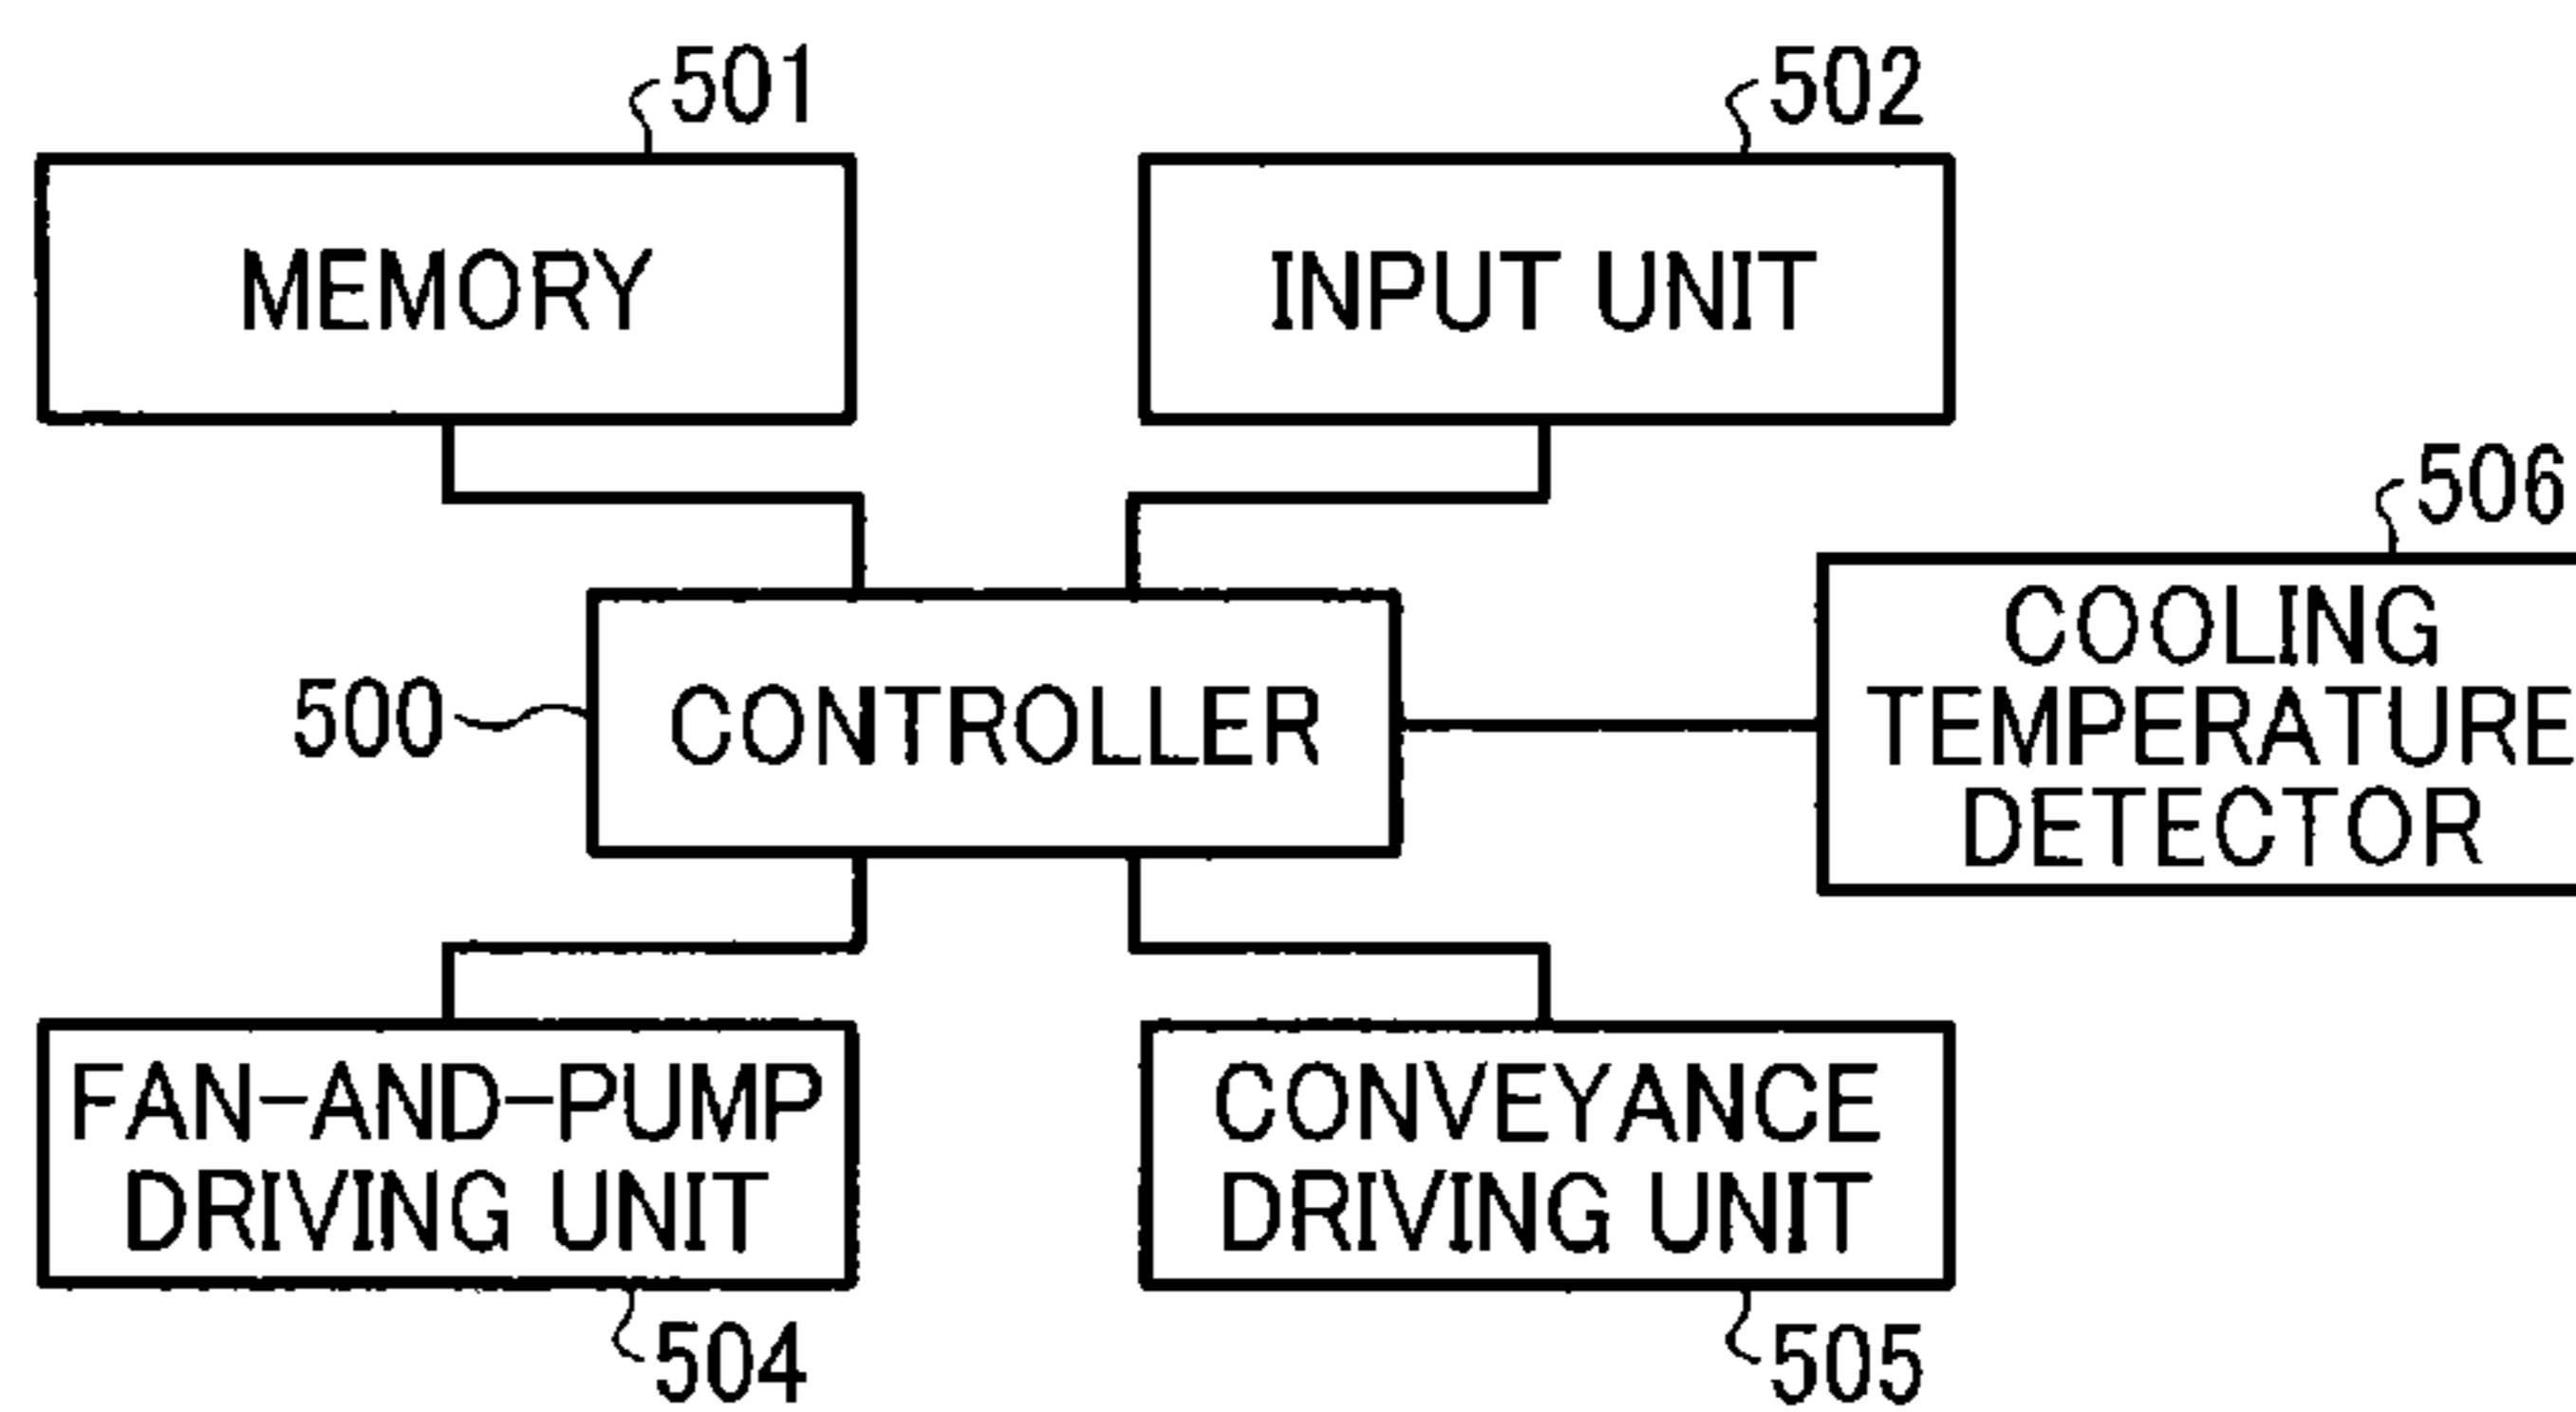 501
502
MEMORY
INPUT UNIT
506
500
CONTROLLER
COOLING
TEMPERATURE
DETECTOR
FAN-AND-PUMP
DRIVING UNIT
CONVEYANCE
DRIVING UNIT
504
505